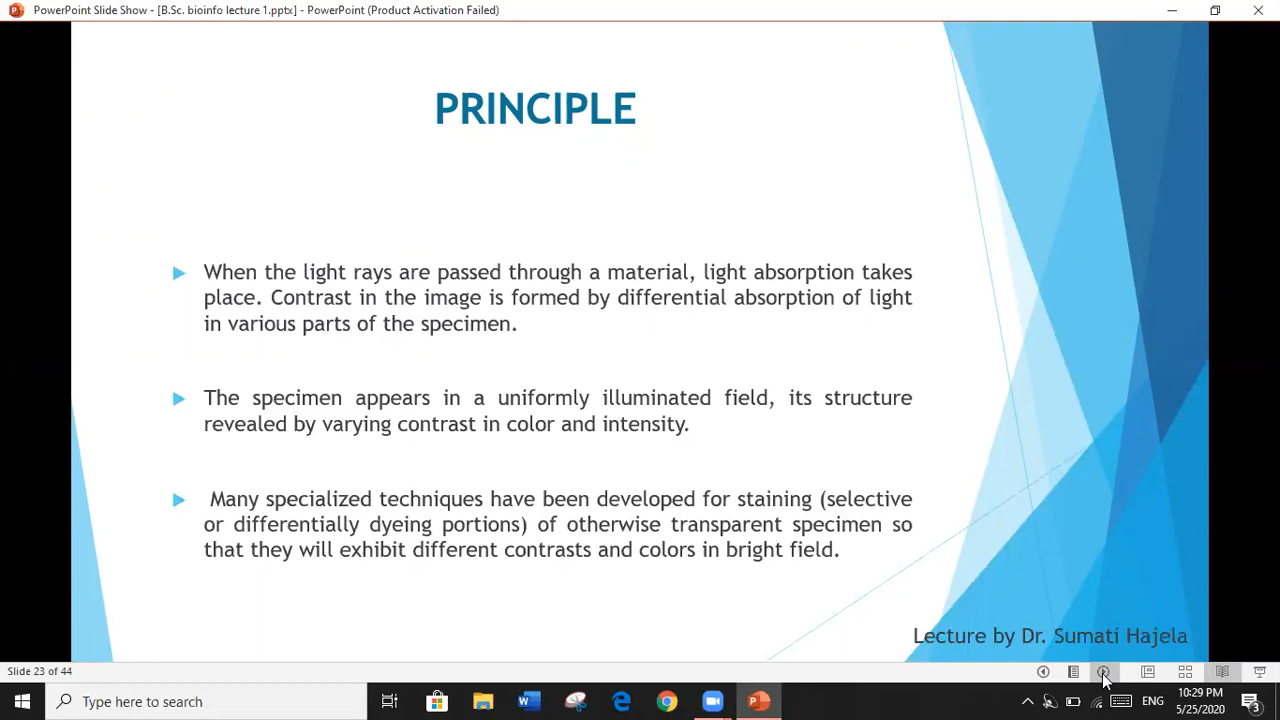 PowerPoint Slide Show - [B.Sc. bioinfo lecture 1.pptx] - PowerPoint (Product Activation Failed)
PRINCIPLE
When the light rays are passed through a material, light absorption takes
place. Contrast in the image is formed by differential absorption of light
in various parts of the specimen.
The specimen appears in a uniformly illuminated field, its structure
revealed by varying contrast in color and intensity.
Many specialized techniques have been developed for staining (selective
or differentially dyeing portions) of otherwise transparent specimen so
that they will exhibit different contrasts and colors in bright field.
Lecture by Dr. Sumati Hajela
Slide 23 of 44
Type here to search
ENG
10:29 PM
5/25/2020
3